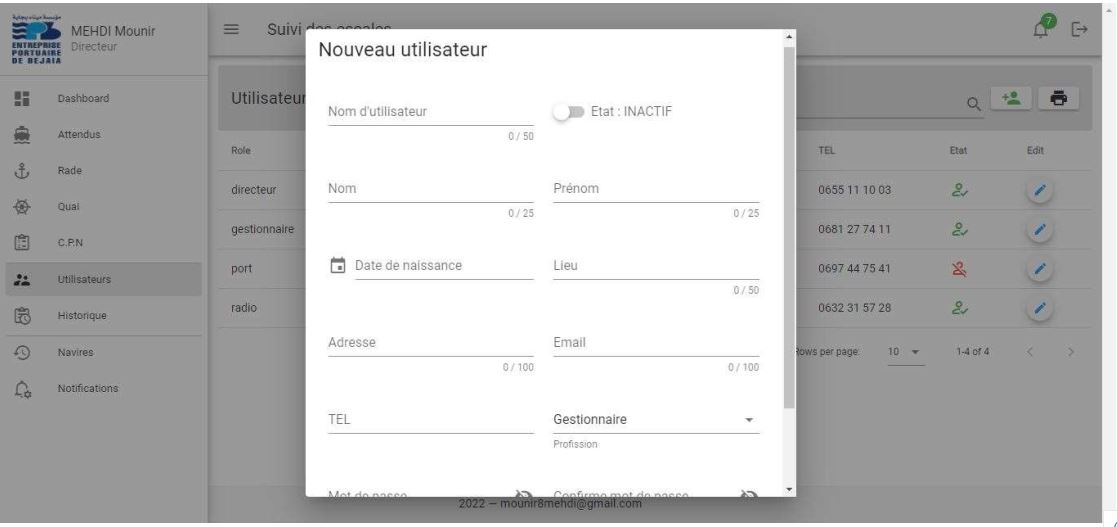 ENTREPRISE
PORTUAIRE
DE BEJAIA
MEHDI Mounir
Directeur
Dashboard
Attendus
Rade
Quai
C.P.N
Utilisateurs
Historique
Navires
Notifications
Suivi des escales
7
Utilisateur
Role
TEL
Etat
Edit
directeur
0655 11 10 03
gestionnaire
0681 27 74 11
port
0697 44 75 41
radio
0632 31 57 28
Rows per page: 10 1-4 of 4
Nouveau utilisateur
Nom d'utilisateur
0 / 50
Etat : INACTIF
Nom
0 / 25
Prénom
0 / 25
Date de naissance
Lieu
0 / 50
Adresse
0 / 100
Email
0 / 100
TEL
Gestionnaire
Profission
Mot de passe
Confirme mot de passe
2022 — mounir8mehdi@gmail.com